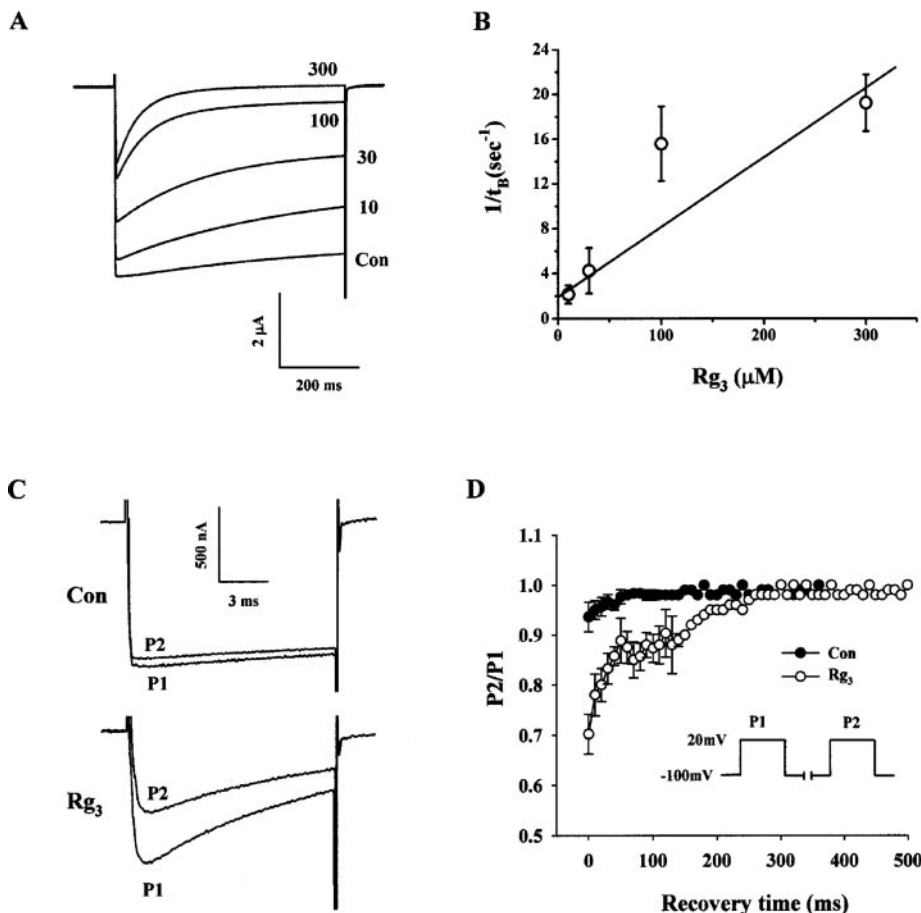 A
300
100
30
10
Con
2 μA
200 ms
B
24
20
16
12
8
4
0
1/t_B(sec⁻¹)
0
100
200
300
Rg₃ (μM)
C
500 nA
3 ms
Con
P2
P1
Rg₃
P2
P1
D
1.1
1.0
0.9
0.8
0.7
0.6
0.5
P2/P1
Con
Rg₃
P1
P2
20mV
-100mV
0
100
200
300
400
500
Recovery time (ms)